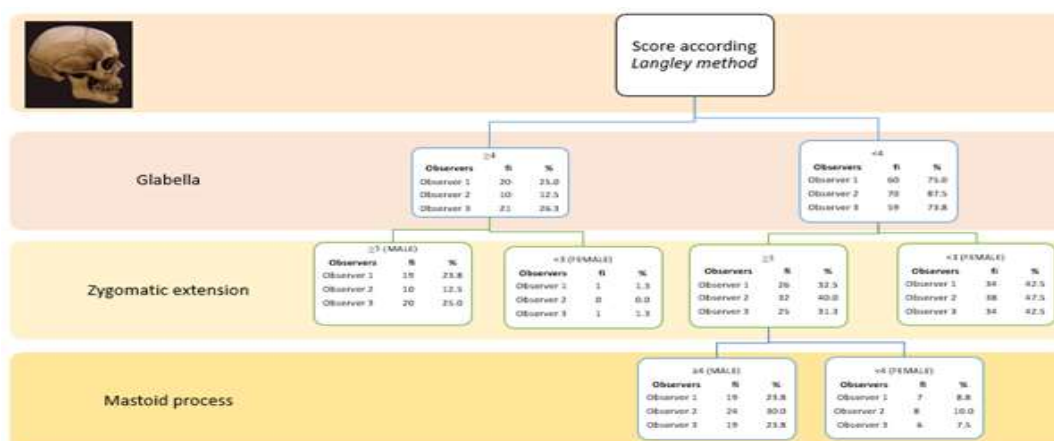 Score according
Langley method
Glabella
≥4
Observers fi %
Observer 1 20 25.0
Observer 2 10 12.5
Observer 3 21 26.3
<4
Observers fi %
Observer 1 60 75.0
Observer 2 70 87.5
Observer 3 59 73.8
Zygomatic extension
≥3 (MALE)
Observers fi %
Observer 1 19 23.8
Observer 2 10 12.5
Observer 3 20 25.0
<3 (FEMALE)
Observers fi %
Observer 1 1 1.3
Observer 2 0 0.0
Observer 3 1 1.3
≥3
Observers fi %
Observer 1 26 32.5
Observer 2 32 40.0
Observer 3 25 31.3
<3 (FEMALE)
Observers fi %
Observer 1 34 42.5
Observer 2 38 47.5
Observer 3 34 42.5
Mastoid process
≥4 (MALE)
Observers fi %
Observer 1 19 23.8
Observer 2 24 30.0
Observer 3 19 23.8
<4 (FEMALE)
Observers fi %
Observer 1 7 8.8
Observer 2 8 10.0
Observer 3 6 7.5